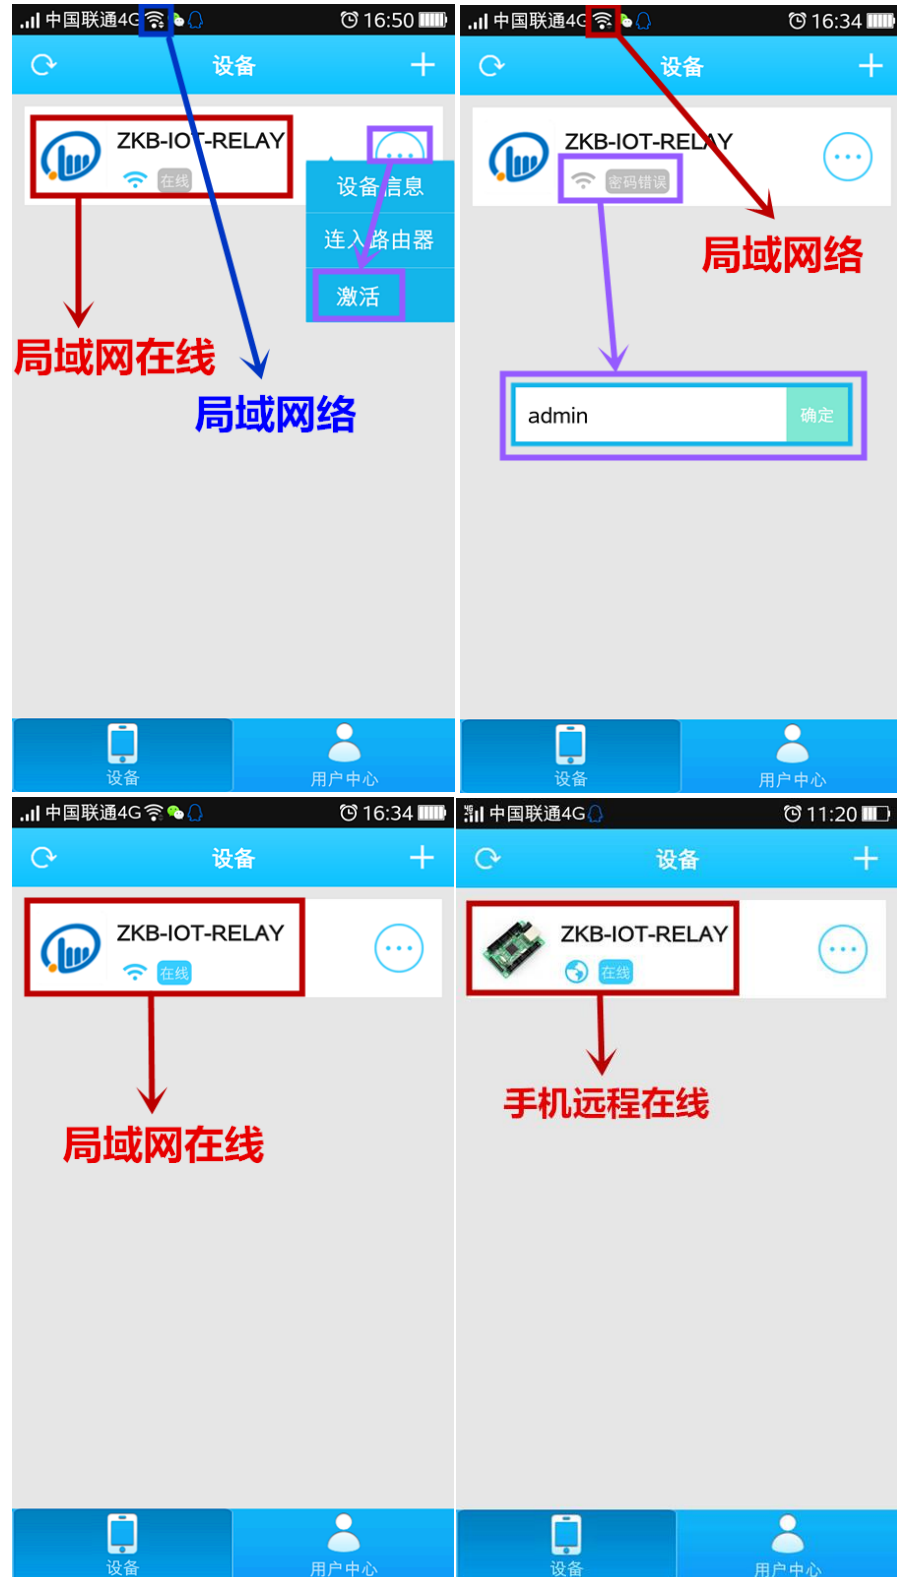 中国联通4G 16:50
设备
ZKB-IOT-RELAY
在线
设备信息
连入路由器
激活
局域网在线
局域网络
设备
用户中心
中国联通4G 16:34
设备
ZKB-IOT-RELAY
密码错误
局域网络
admin
确定
设备
用户中心
中国联通4G 16:34
设备
ZKB-IOT-RELAY
在线
局域网在线
设备
用户中心
4G 中国联通4G 11:20
设备
ZKB-IOT-RELAY
在线
手机远程在线
设备
用户中心